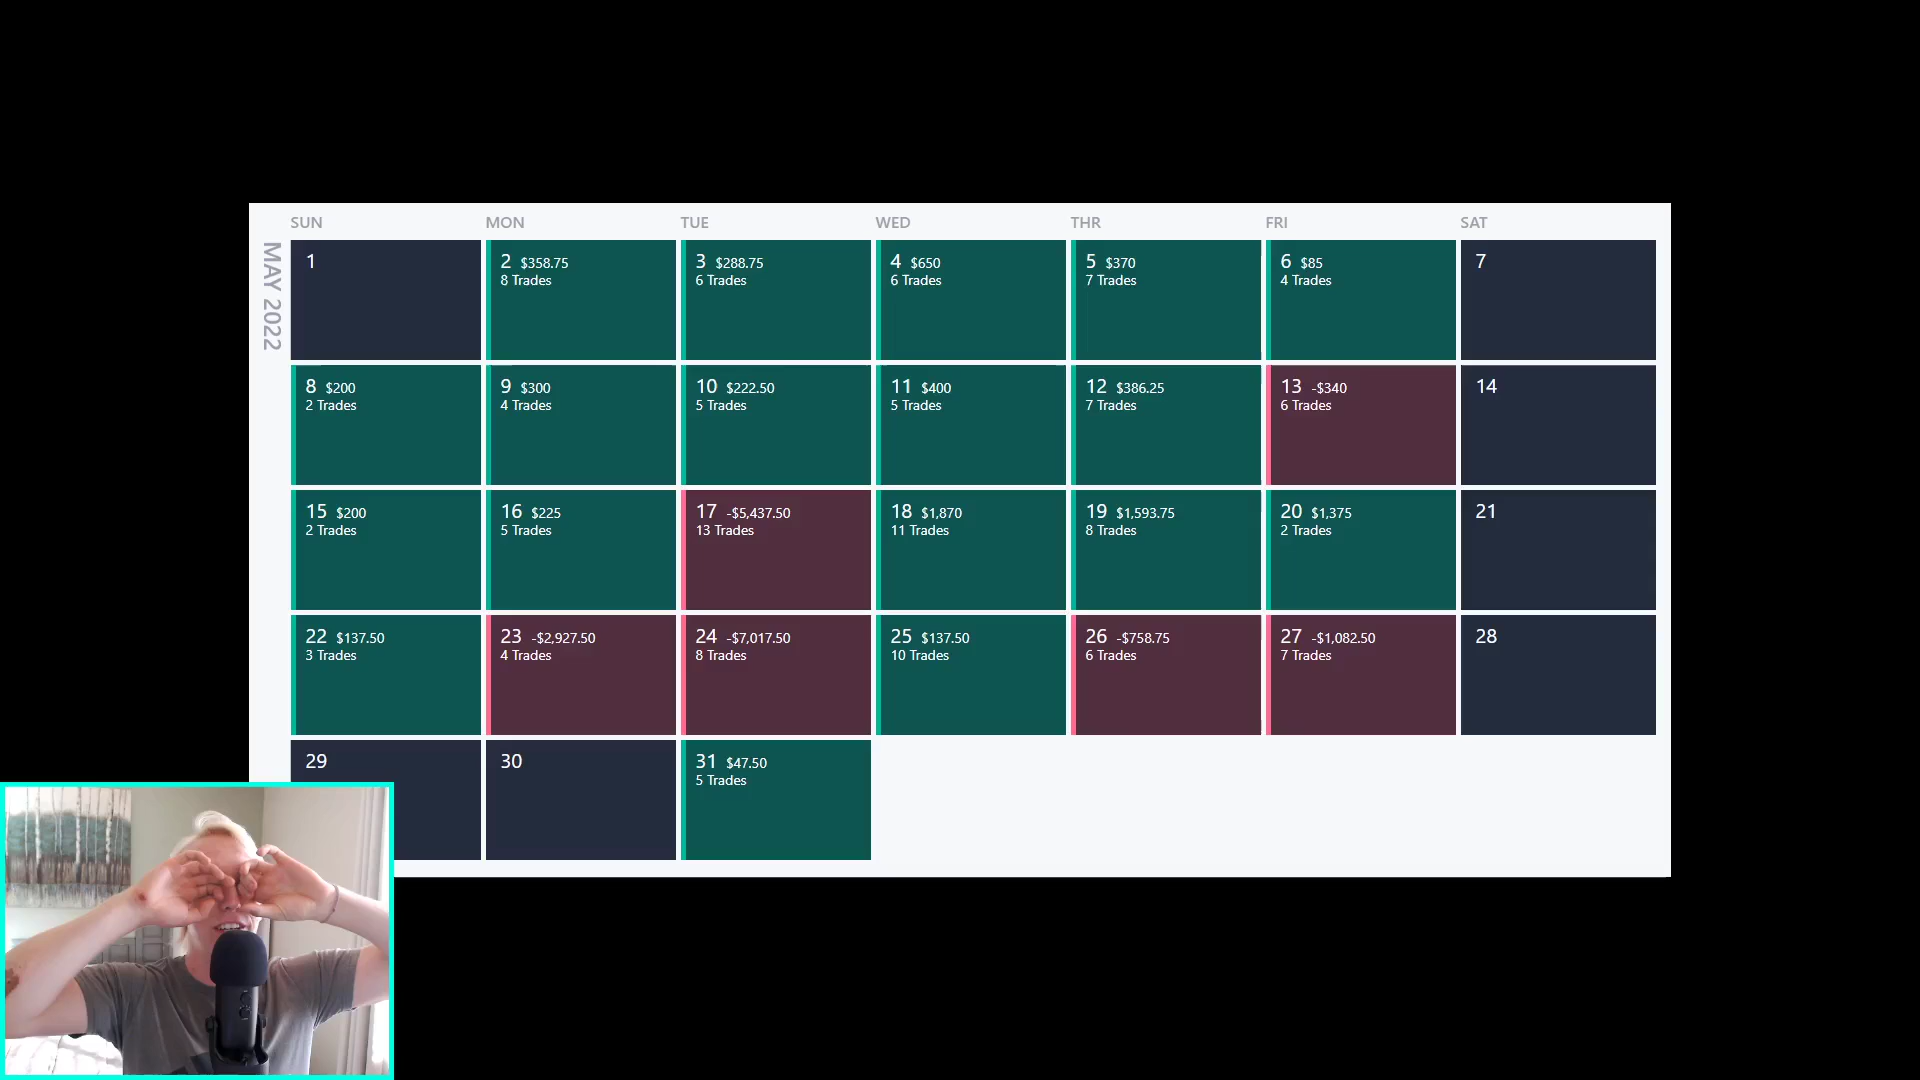 SUN MON TUE WED THR FRI SAT
MAY 2022
1
2 $358.75
8 Trades
3 $288.75
6 Trades
4 $650
6 Trades
5 $370
7 Trades
6 $85
4 Trades
7
8 $200
2 Trades
9 $300
4 Trades
10 $222.50
5 Trades
11 $400
5 Trades
12 $386.25
7 Trades
13 -$340
6 Trades
14
15 $200
2 Trades
16 $225
5 Trades
17 -$5,437.50
13 Trades
18 $1,870
11 Trades
19 $1,593.75
8 Trades
20 $1,375
2 Trades
21
22 $137.50
3 Trades
23 -$2,927.50
4 Trades
24 -$7,017.50
8 Trades
25 $137.50
10 Trades
26 -$758.75
6 Trades
27 -$1,082.50
7 Trades
28
29
30
31 $47.50
5 Trades